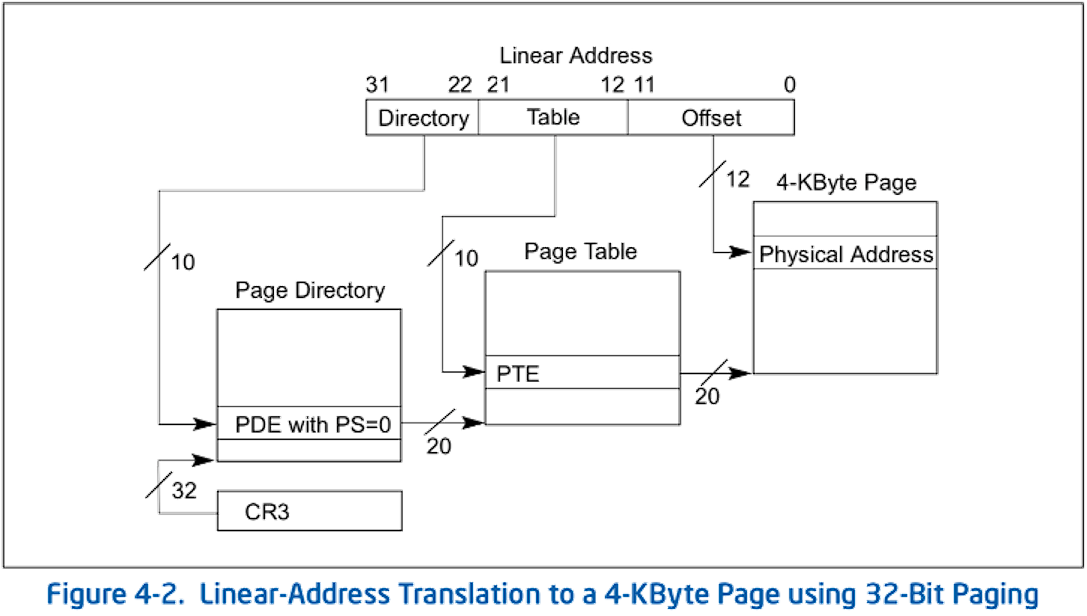 Linear Address
31 22 21 12 11 0
Directory Table Offset
12
4-KByte Page
Physical Address
10
10
Page Table
Page Directory
PTE
20
PDE with PS=0
20
32
CR3
Figure 4-2. Linear-Address Translation to a 4-KByte Page using 32-Bit Paging